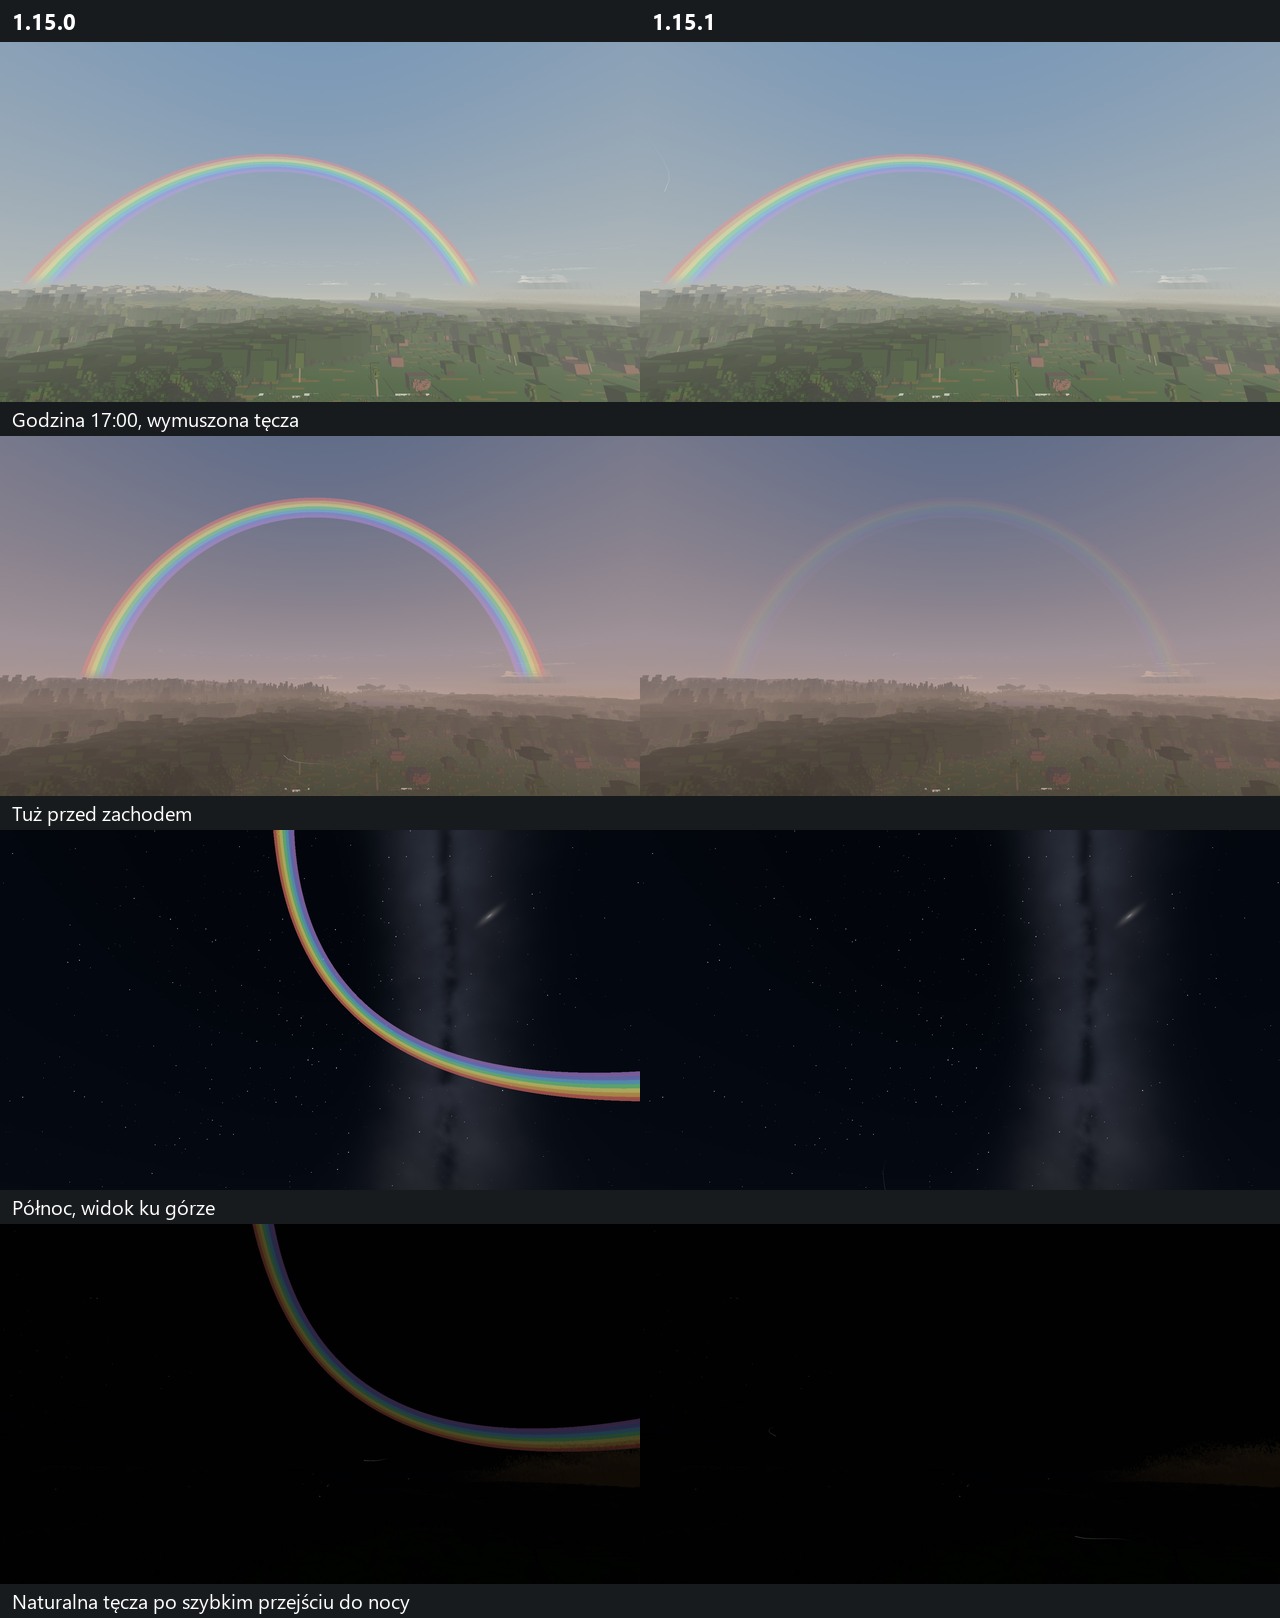 1.15.0
1.15.1
Godzina 17:00, wymuszona tęcza
Tuż przed zachodem
Północ, widok ku górze
Naturalna tęcza po szybkim przejściu do nocy